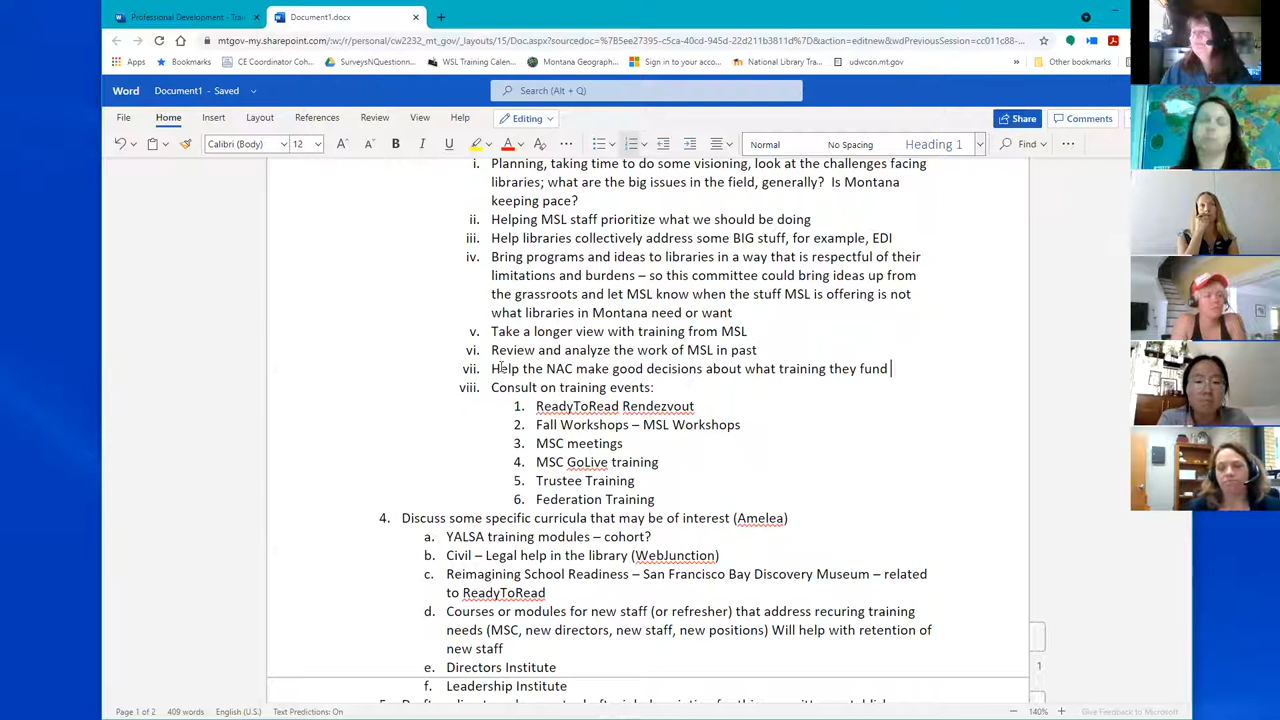 Professional Development - Train
Document1.docx
mtgov-my.sharepoint.com/:w:/r/personal/cw2232_mt_gov/_layouts/15/Doc.aspx?sourcedoc=%7B5ee27395-c5ca-40cd-945d-22d211b3811d%7D&action=editnew&wdPreviousSession=cc011c88-...
Apps
Bookmarks
CE Coordinator Coh...
SurveysNQuestionn...
WSL Training Calen...
Montana Geograph...
Sign in to your acco...
National Library Tra...
udwcon.mt.gov
»
Other bookmarks
Word
Document1 - Saved
Search (Alt + Q)
File
Home
Insert
Layout
References
Review
View
Help
Editing
Share
Comments
Calibri (Body)
12
B
I
U
Normal
No Spacing
Heading 1
Find
i. Planning, taking time to do some visioning, look at the challenges facing
libraries; what are the big issues in the field, generally? Is Montana
keeping pace?
ii. Helping MSL staff prioritize what we should be doing
iii. Help libraries collectively address some BIG stuff, for example, EDI
iv. Bring programs and ideas to libraries in a way that is respectful of their
limitations and burdens – so this committee could bring ideas up from
the grassroots and let MSL know when the stuff MSL is offering is not
what libraries in Montana need or want
v. Take a longer view with training from MSL
vi. Review and analyze the work of MSL in past
vii. Help the NAC make good decisions about what training they fund
viii. Consult on training events:
1. ReadyToRead Rendezvout
2. Fall Workshops – MSL Workshops
3. MSC meetings
4. MSC GoLive training
5. Trustee Training
6. Federation Training
4. Discuss some specific curricula that may be of interest (Amelea)
a. YALSA training modules – cohort?
b. Civil – Legal help in the library (WebJunction)
c. Reimagining School Readiness – San Francisco Bay Discovery Museum – related
to ReadyToRead
d. Courses or modules for new staff (or refresher) that address recuring training
needs (MSC, new directors, new staff, new positions) Will help with retention of
new staff
e. Directors Institute
f. Leadership Institute
1
Page 1 of 2
409 words
English (U.S.)
Text Predictions: On
140%
Give Feedback to Microsoft